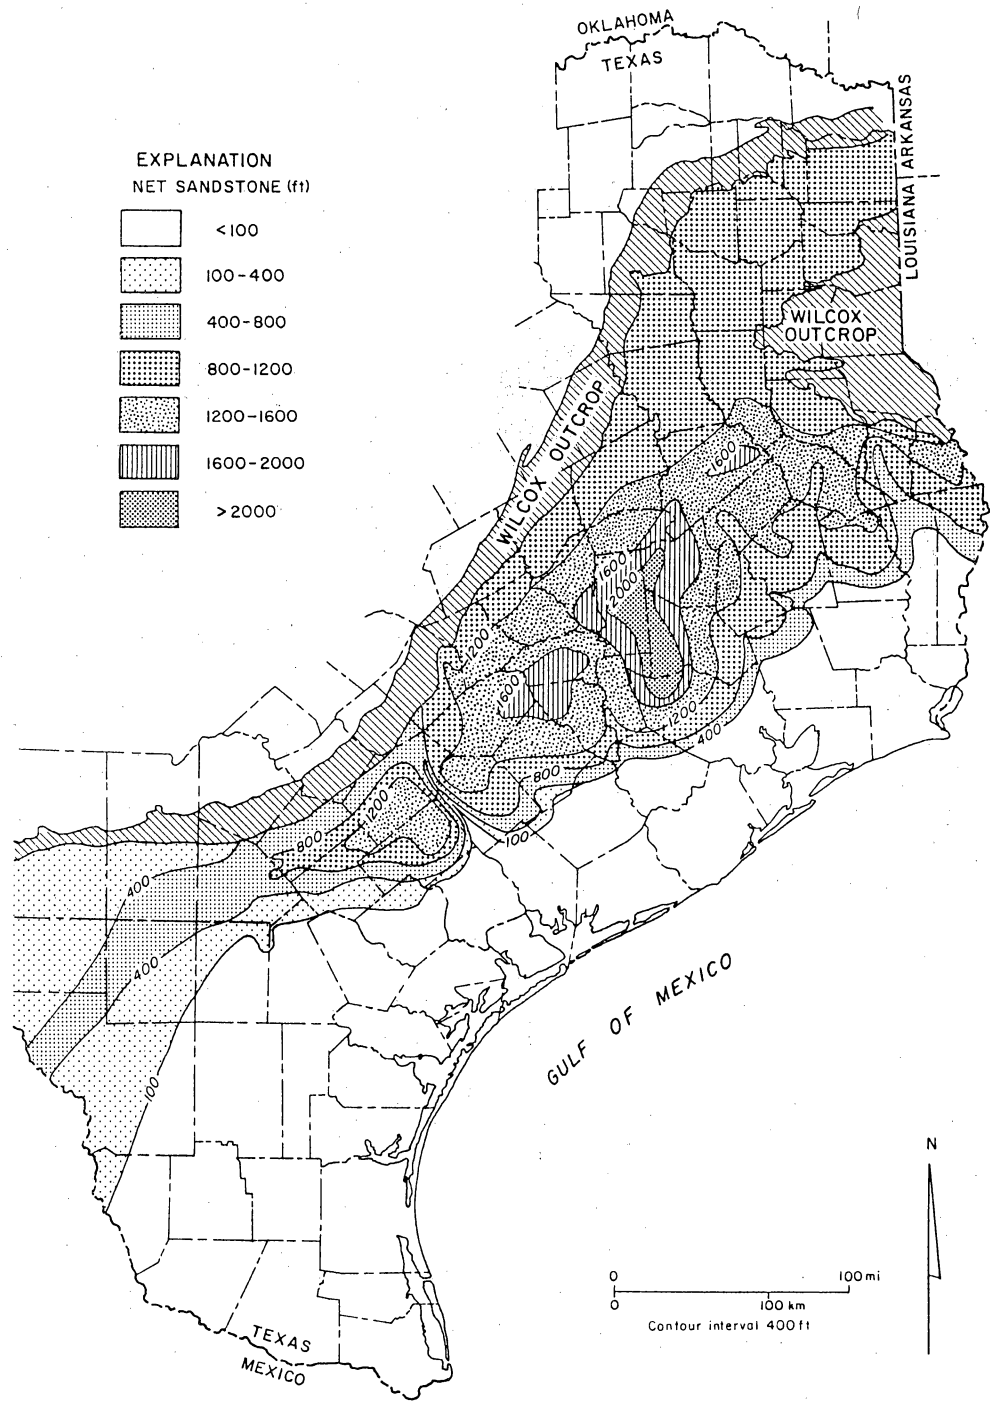 OKLAHOMA
TEXAS
LOUISIANA
ARKANSAS
EXPLANATION
NET SANDSTONE (ft)
<100
100-400
400-800
800-1200
1200-1600
1600-2000
>2000
WILCOX
OUTCROP
WILCOX OUTCROP
1600
1600
2000
1200
1600
1200
400
800
100
1200
800
400
400
100
GULF OF MEXICO
N
0 100 mi
0 100 km
Contour interval 400 ft
TEXAS
MEXICO